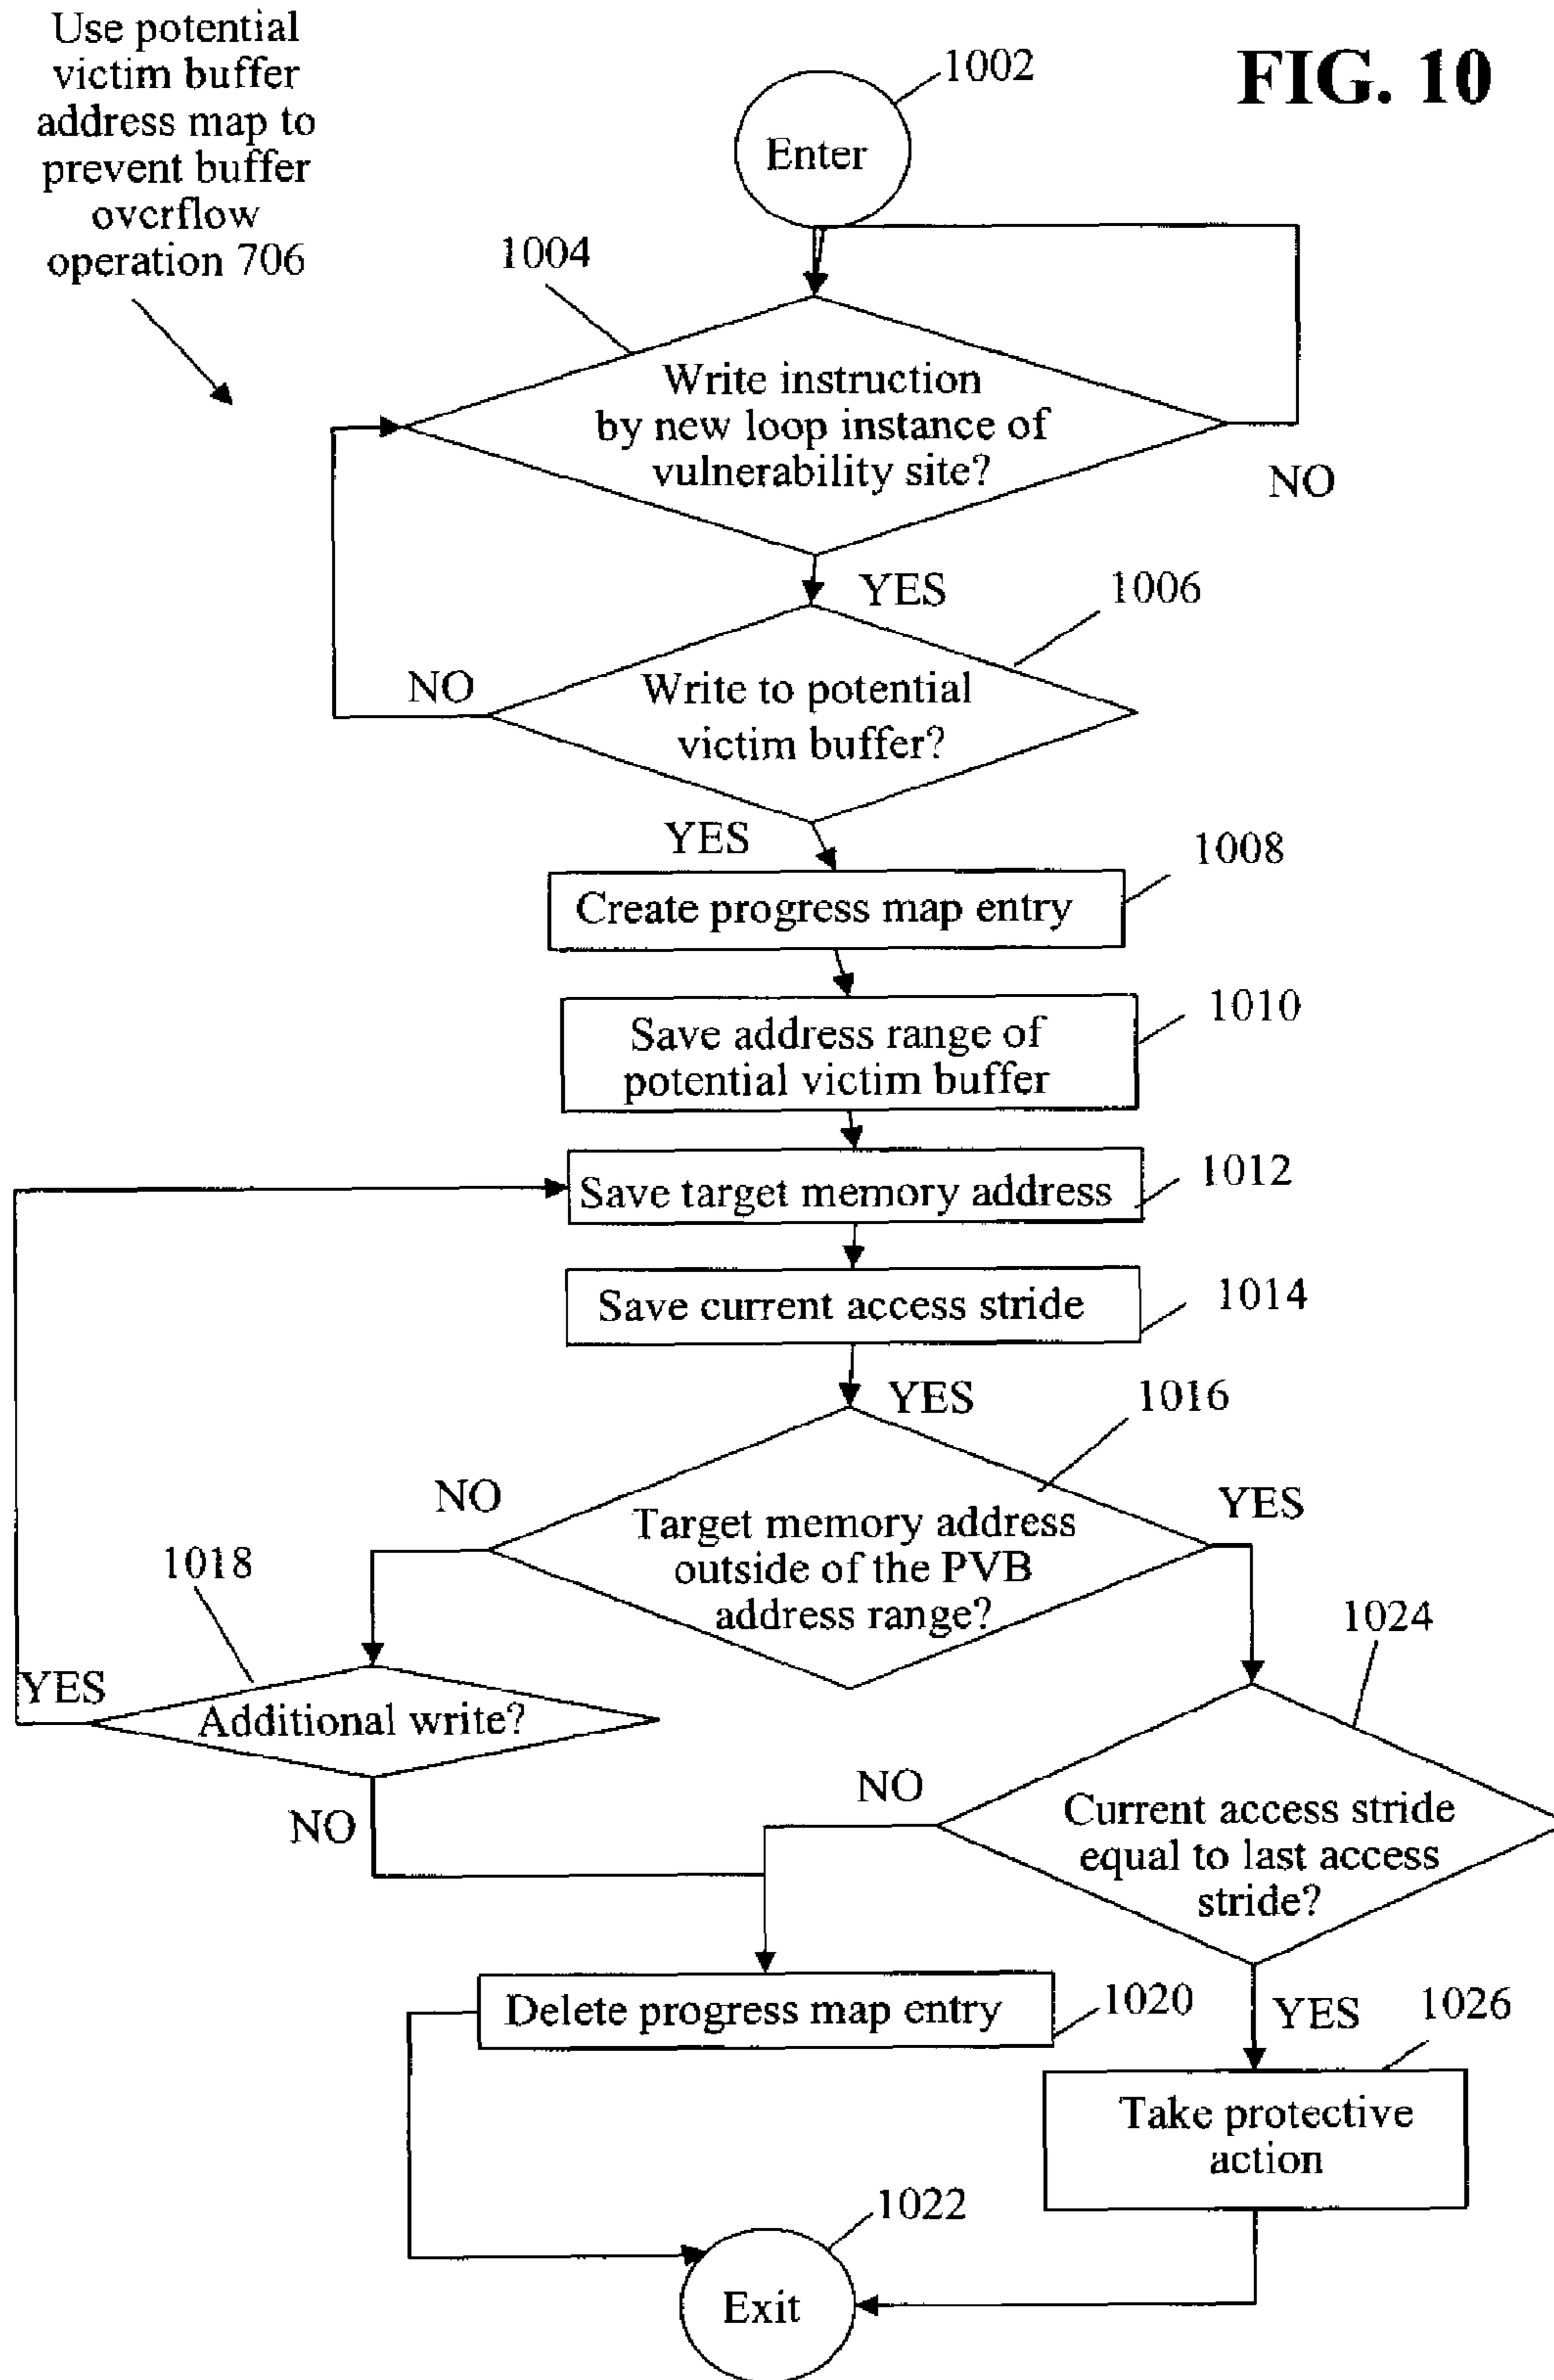 Use potential
victim buffer
address map to
prevent buffer
overflow
operation 706
FIG. 10
1002
Enter
1004
Write instruction
by new loop instance of
vulnerability site?
NO
YES
1006
NO
Write to potential
victim buffer?
YES
1008
Create progress map entry
1010
Save address range of
potential victim buffer
1012
Save target memory address
1014
Save current access stride
YES
1016
NO
YES
Target memory address
outside of the PVB
address range?
1018
1024
YES
Additional write?
NO
NO
Current access stride
equal to last access
stride?
Delete progress map entry
1020
YES
1026
Take protective
action
1022
Exit